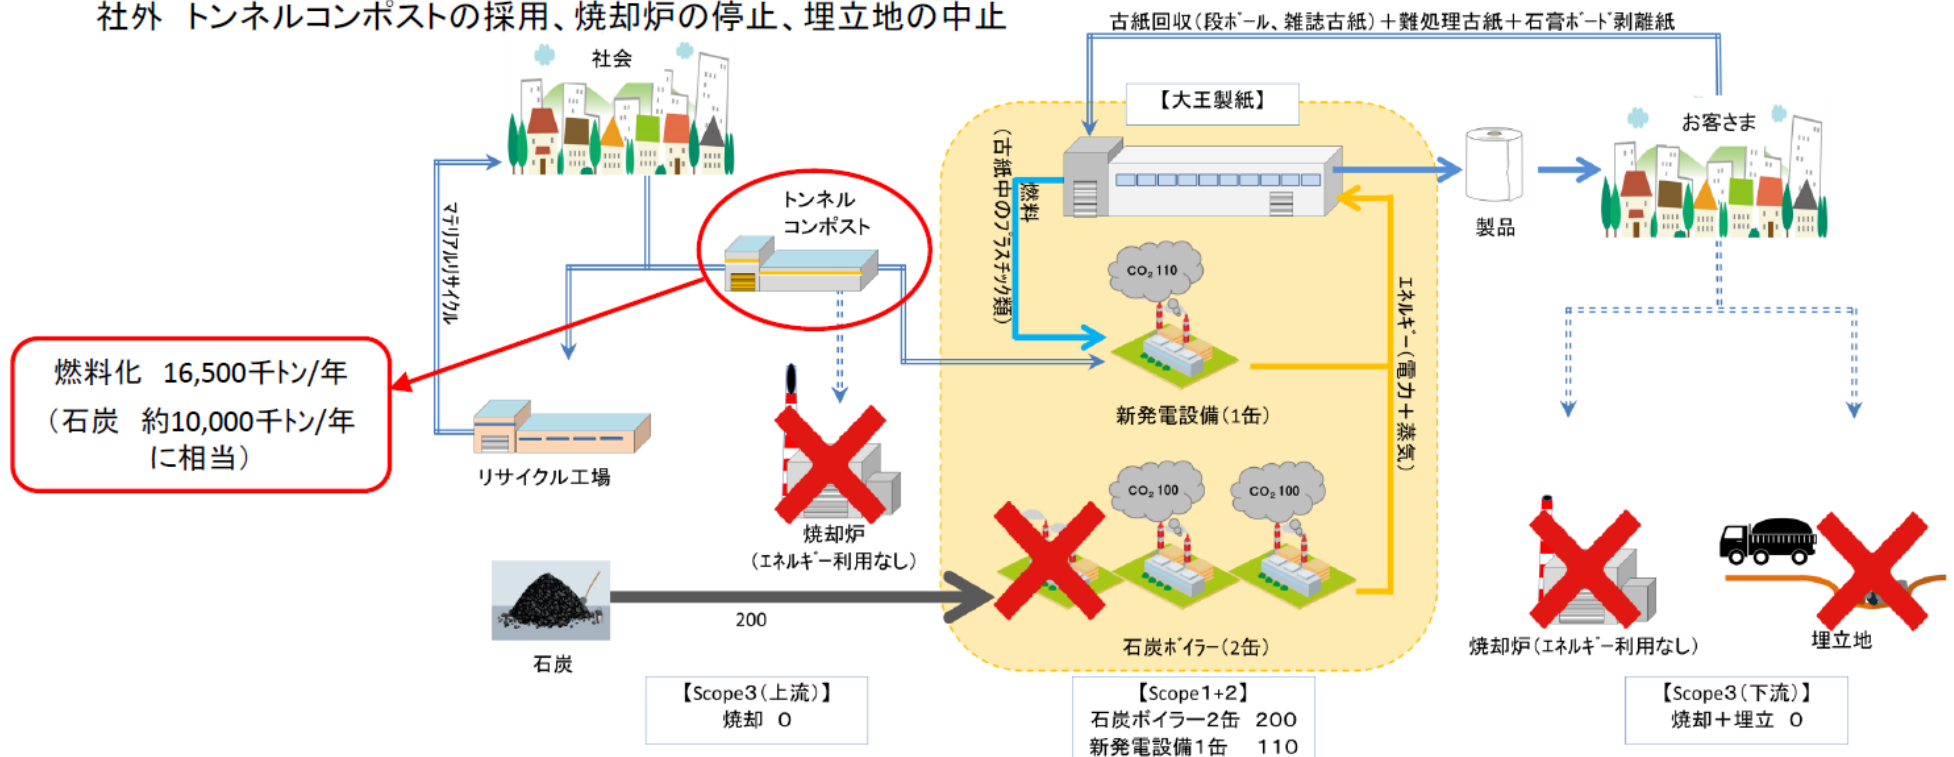 社外 トンネルコンポストの採用、焼却炉の停止、埋立地の中止
古紙回収(段ボール、雑誌古紙)+難処理古紙+石膏ボード剥離紙
社会
【大王製紙】
お客さま
トンネル
コンポスト
燃料
(古紙中のプラスチック類)
製品
マテリアルリサイクル
CO₂ 110
エネルギー(電力+蒸気)
燃料化 16,500千トン/年
(石炭 約10,000千トン/年
に相当)
新発電設備(1缶)
リサイクル工場
焼却炉
(エネルギー利用なし)
CO₂ 100
CO₂ 100
200
石炭
石炭ボイラー(2缶)
焼却炉(エネルギー利用なし)
埋立地
【Scope3(上流)】
焼却 0
【Scope1+2】
石炭ボイラー2缶 200
新発電設備1缶 110
【Scope3(下流)】
焼却+埋立 0